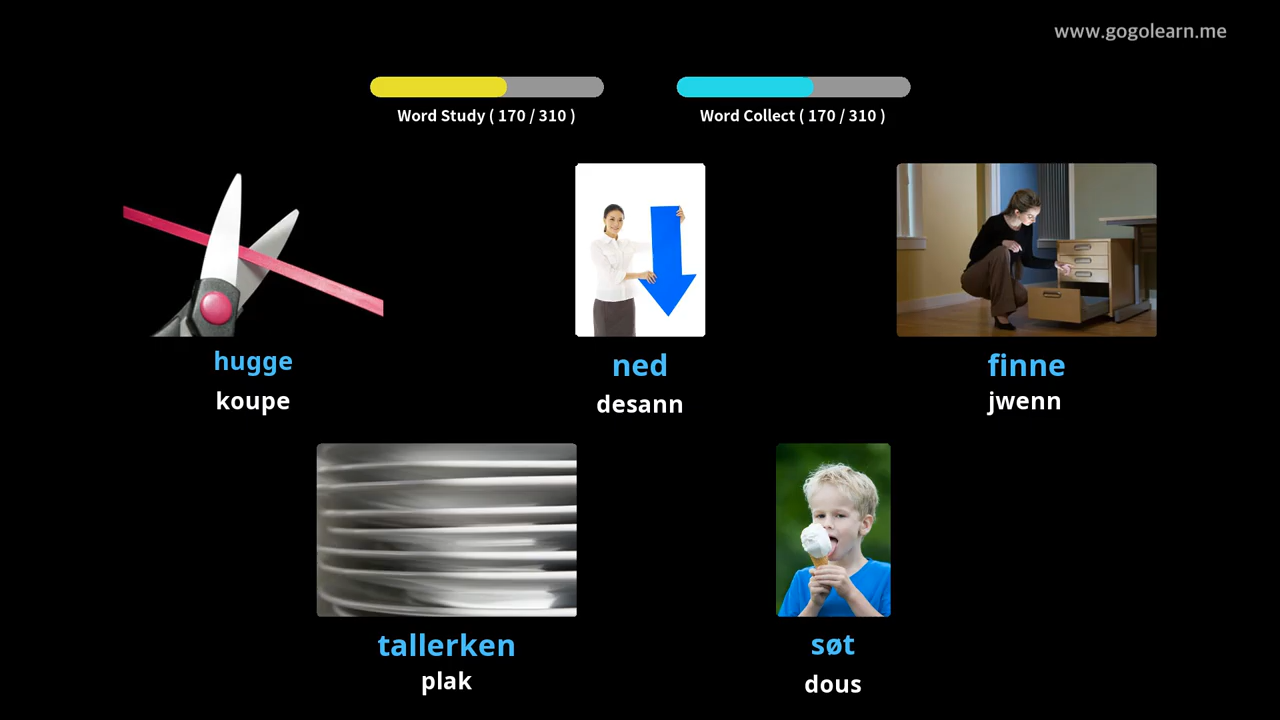 www.gogolearn.me
Word Study ( 170 / 310 )
Word Collect ( 170 / 310 )
hugge
koupe
ned
desann
finne
jwenn
tallerken
plak
søt
dous